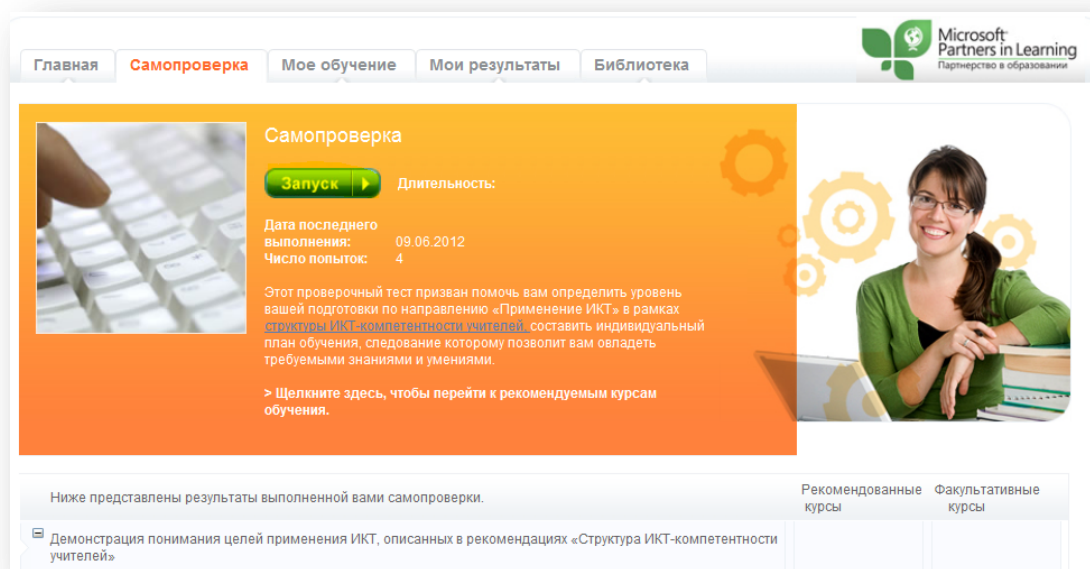 Microsoft
Partners in Learning
Партнерство в образовании
Главная Самопроверка Мое обучение Мои результаты Библиотека
Самопроверка
Запуск Длительность:
Дата последнего
выполнения: 09.06.2012
Число попыток: 4
Этот проверочный тест призван помочь вам определить уровень
вашей подготовки по направлению «Применение ИКТ» в рамках
структуры ИКТ-компетентности учителей, составить индивидуальный
план обучения, следование которому позволит вам овладеть
требуемыми знаниями и умениями.
> Щелкните здесь, чтобы перейти к рекомендуемым курсам
обучения.
Ниже представлены результаты выполненной вами самопроверки.
Рекомендованные
курсы
Факультативные
курсы
Демонстрация понимания целей применения ИКТ, описанных в рекомендациях «Структура ИКТ-компетентности
учителей»